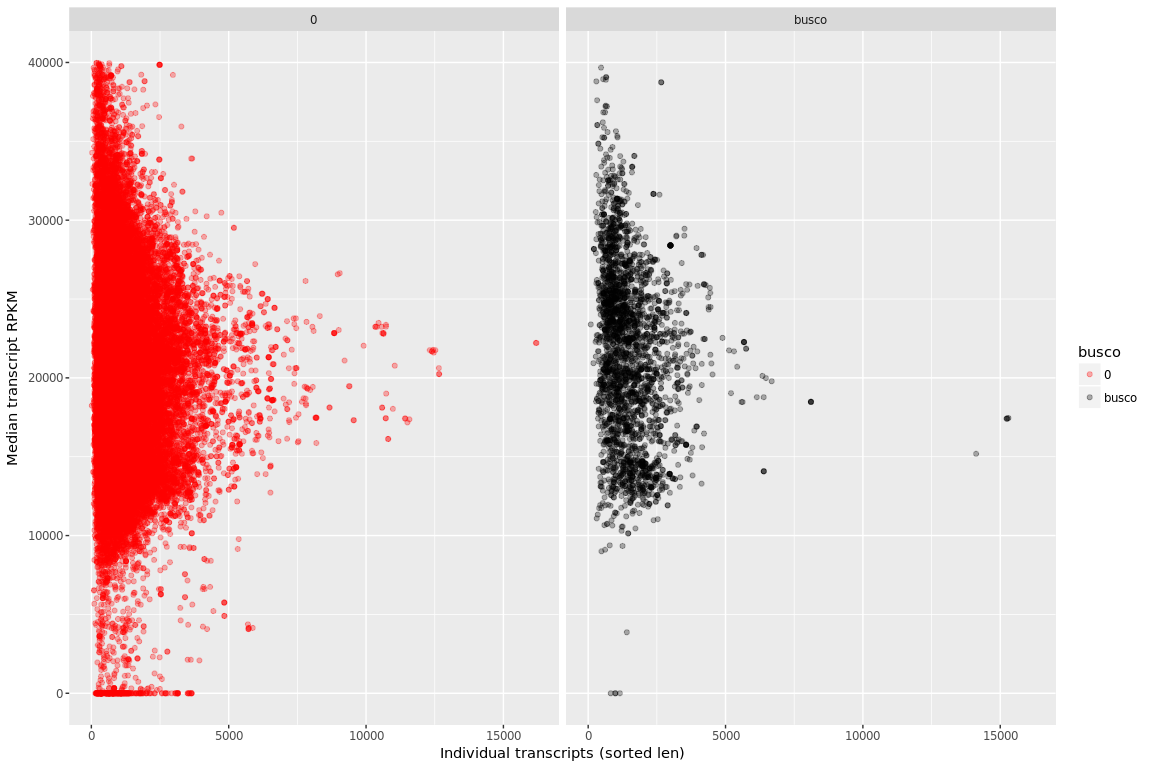 0 busco
40000
30000
20000
10000
0
Median transcript RPKM
0 5000 10000 15000 0 5000 10000 15000
Individual transcripts (sorted len)
busco
0
busco